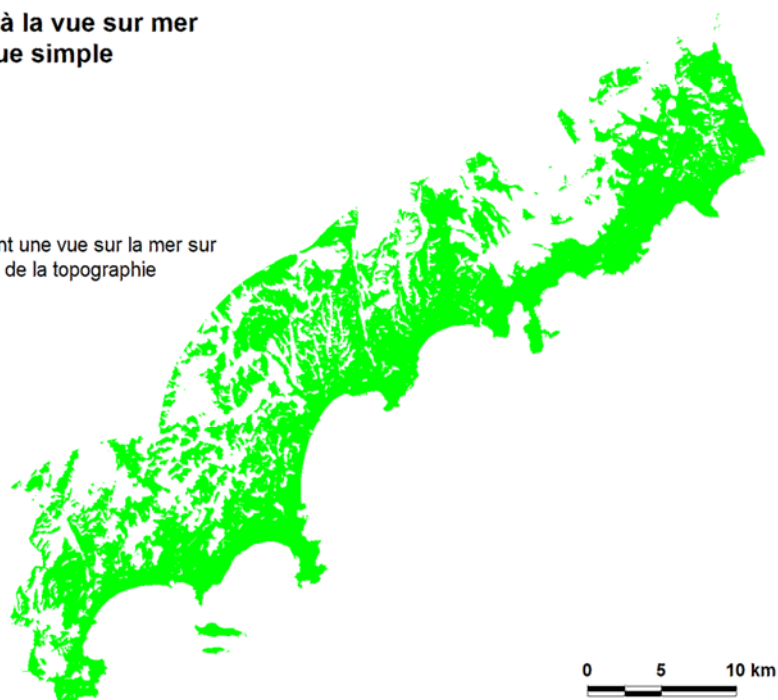 à la vue sur mer
ue simple
nt une vue sur la mer sur
de la topographie
0 5 10 km